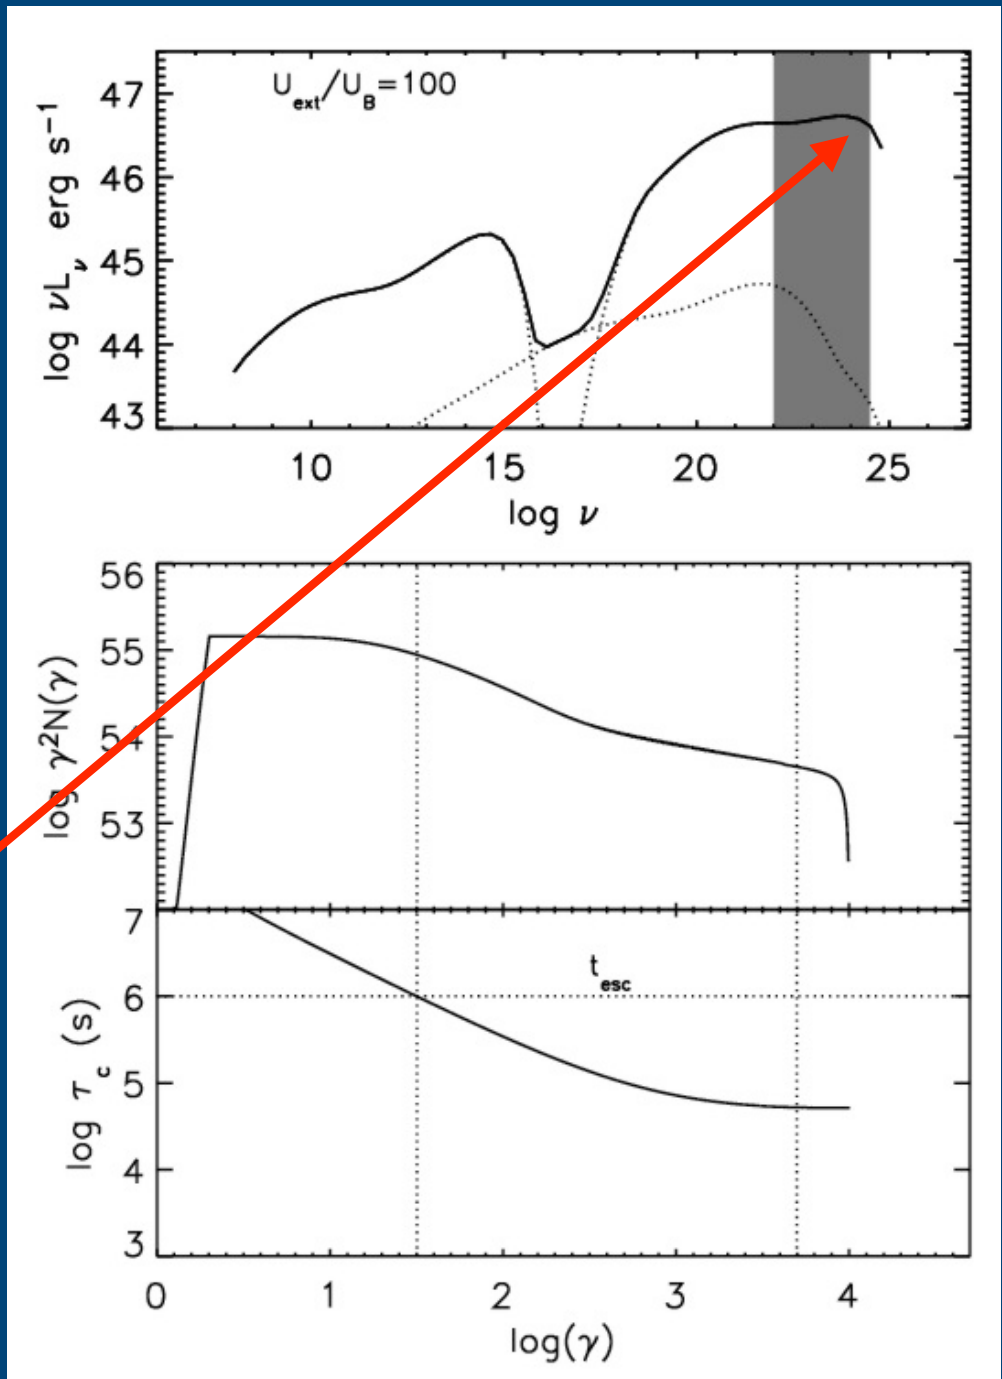 U_ext/U_B=100
47
46
45
44
43
log νL_ν erg s⁻¹
10 15 20 25
log ν
56
55
54
53
log γ²N(γ)
7
6
5
4
3
log τ_c (s)
t_esc
0 1 2 3 4
log(γ)